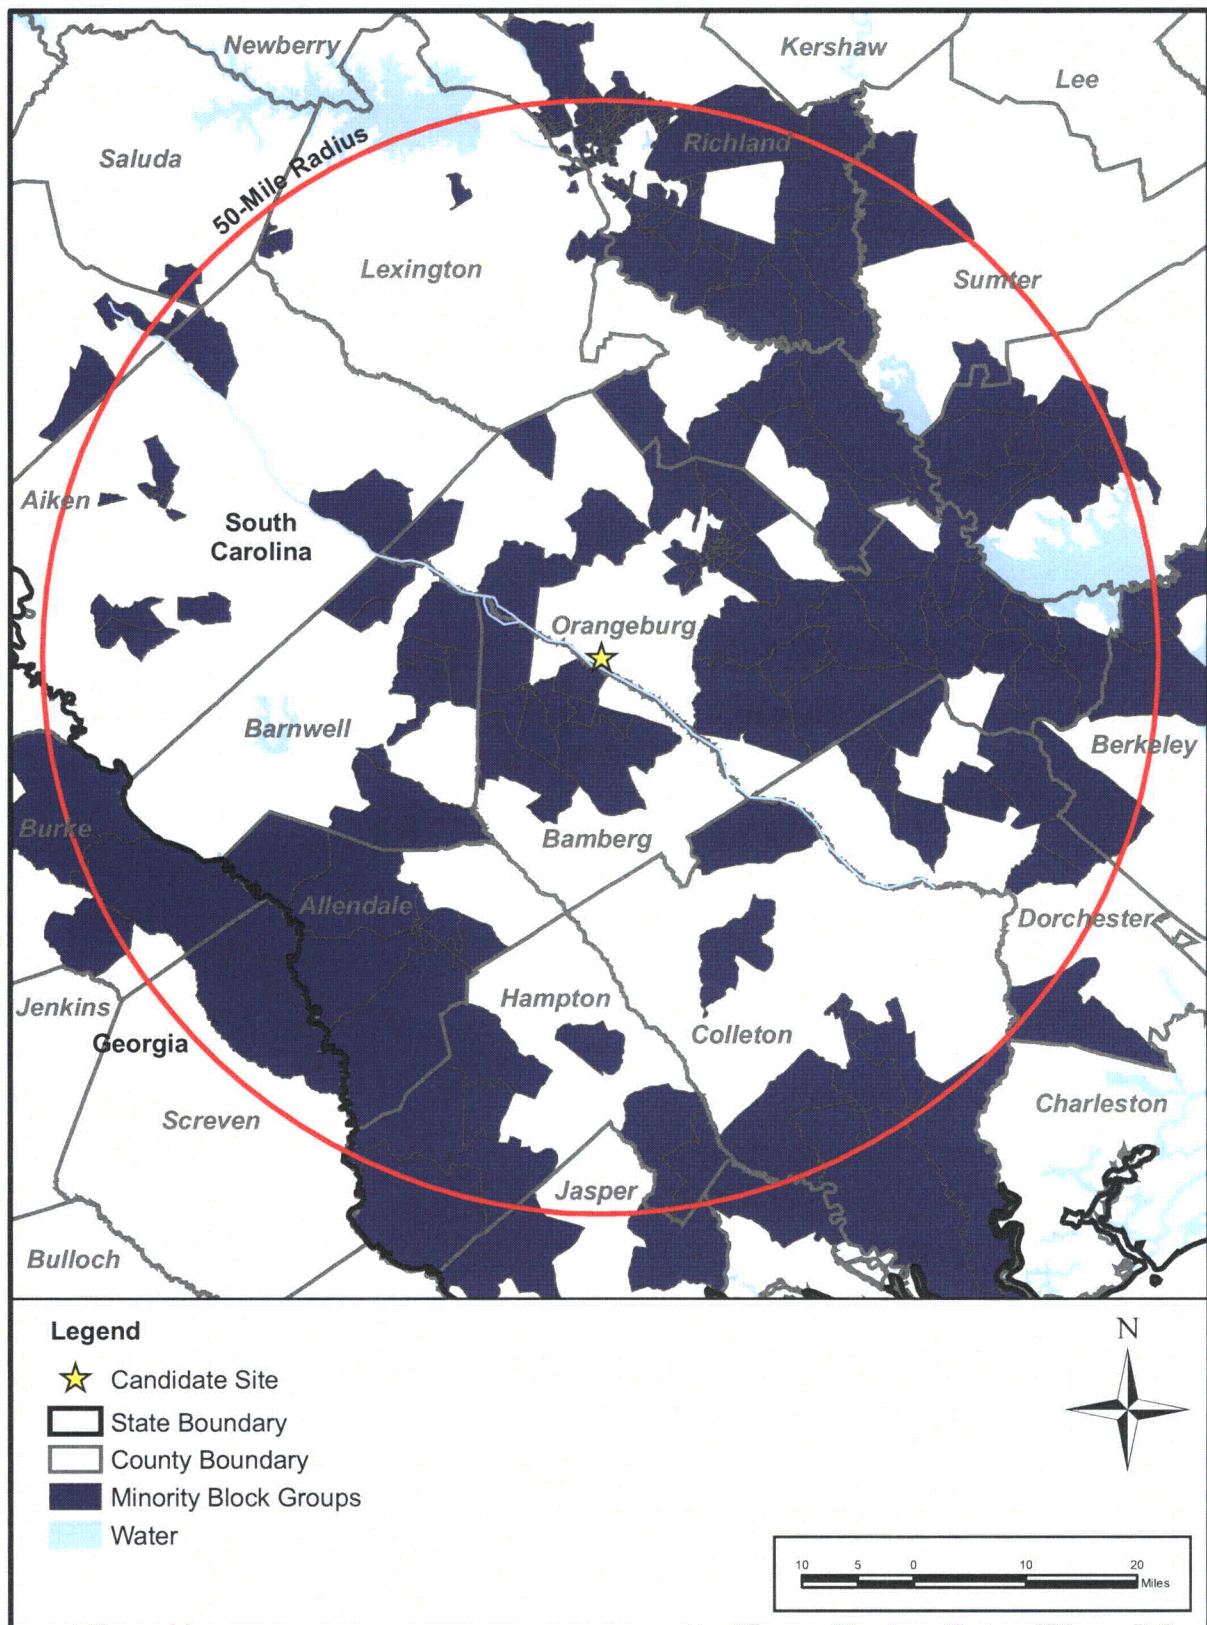 Newberry
Kershaw
Lee
Saluda
50-Mile Radius
Richland
Lexington
Sumter
Aiken
South
Carolina
Orangeburg
Barnwell
Berkeley
Burke
Bamberg
Allendale
Dorchester
Jenkins
Hampton
Colleton
Georgia
Charleston
Screven
Jasper
Bulloch
Legend
N
Candidate Site
State Boundary
County Boundary
Minority Block Groups
Water
10 5 0 10 20
Miles